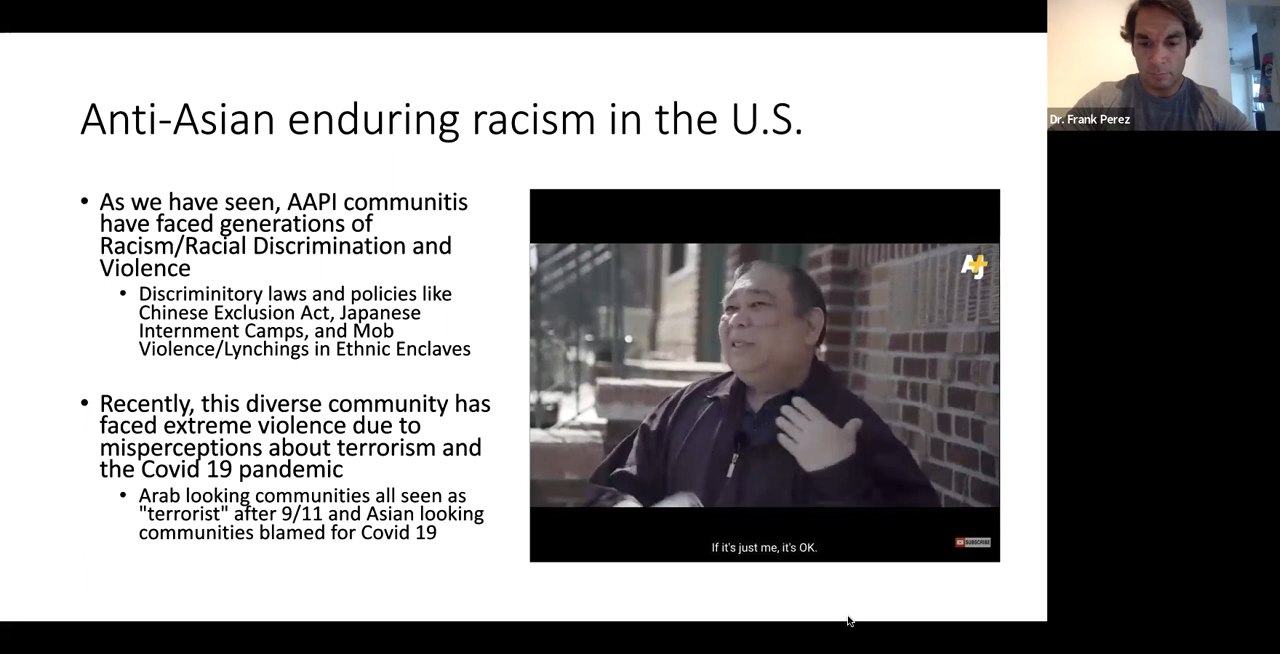 Anti-Asian enduring racism in the U.S.
• As we have seen, AAPI communitis
have faced generations of
Racism/Racial Discrimination and
Violence
• Discriminitory laws and policies like
Chinese Exclusion Act, Japanese
Internment Camps, and Mob
Violence/Lynchings in Ethnic Enclaves
• Recently, this diverse community has
faced extreme violence due to
misperceptions about terrorism and
the Covid 19 pandemic
• Arab looking communities all seen as
"terrorist" after 9/11 and Asian looking
communities blamed for Covid 19
AJ+
If it's just me, it's OK.
SUBSCRIBE
Dr. Frank Perez